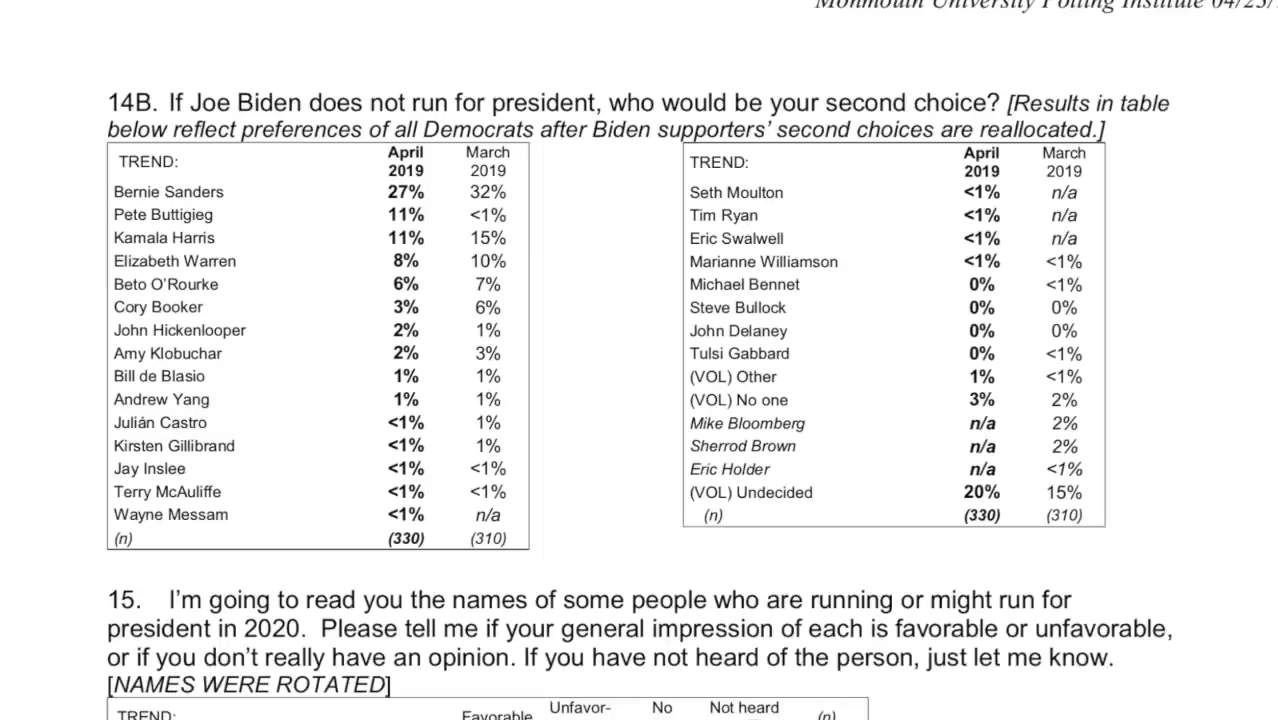 Monmouth University Polling Institute 04/23/
14B. If Joe Biden does not run for president, who would be your second choice? [Results in table
below reflect preferences of all Democrats after Biden supporters' second choices are reallocated.]
TREND: April 2019 March 2019
Bernie Sanders 27% 32%
Pete Buttigieg 11% <1%
Kamala Harris 11% 15%
Elizabeth Warren 8% 10%
Beto O'Rourke 6% 7%
Cory Booker 3% 6%
John Hickenlooper 2% 1%
Amy Klobuchar 2% 3%
Bill de Blasio 1% 1%
Andrew Yang 1% 1%
Julián Castro <1% 1%
Kirsten Gillibrand <1% 1%
Jay Inslee <1% <1%
Terry McAuliffe <1% <1%
Wayne Messam <1% n/a
(n) (330) (310)
TREND: April 2019 March 2019
Seth Moulton <1% n/a
Tim Ryan <1% n/a
Eric Swalwell <1% n/a
Marianne Williamson <1% <1%
Michael Bennet 0% <1%
Steve Bullock 0% 0%
John Delaney 0% 0%
Tulsi Gabbard 0% <1%
(VOL) Other 1% <1%
(VOL) No one 3% 2%
Mike Bloomberg n/a 2%
Sherrod Brown n/a 2%
Eric Holder n/a <1%
(VOL) Undecided 20% 15%
(n) (330) (310)
15. I'm going to read you the names of some people who are running or might run for
president in 2020. Please tell me if your general impression of each is favorable or unfavorable,
or if you don't really have an opinion. If you have not heard of the person, just let me know.
[NAMES WERE ROTATED]
Unfavor- No Not heard
TREND: Favorable (n)